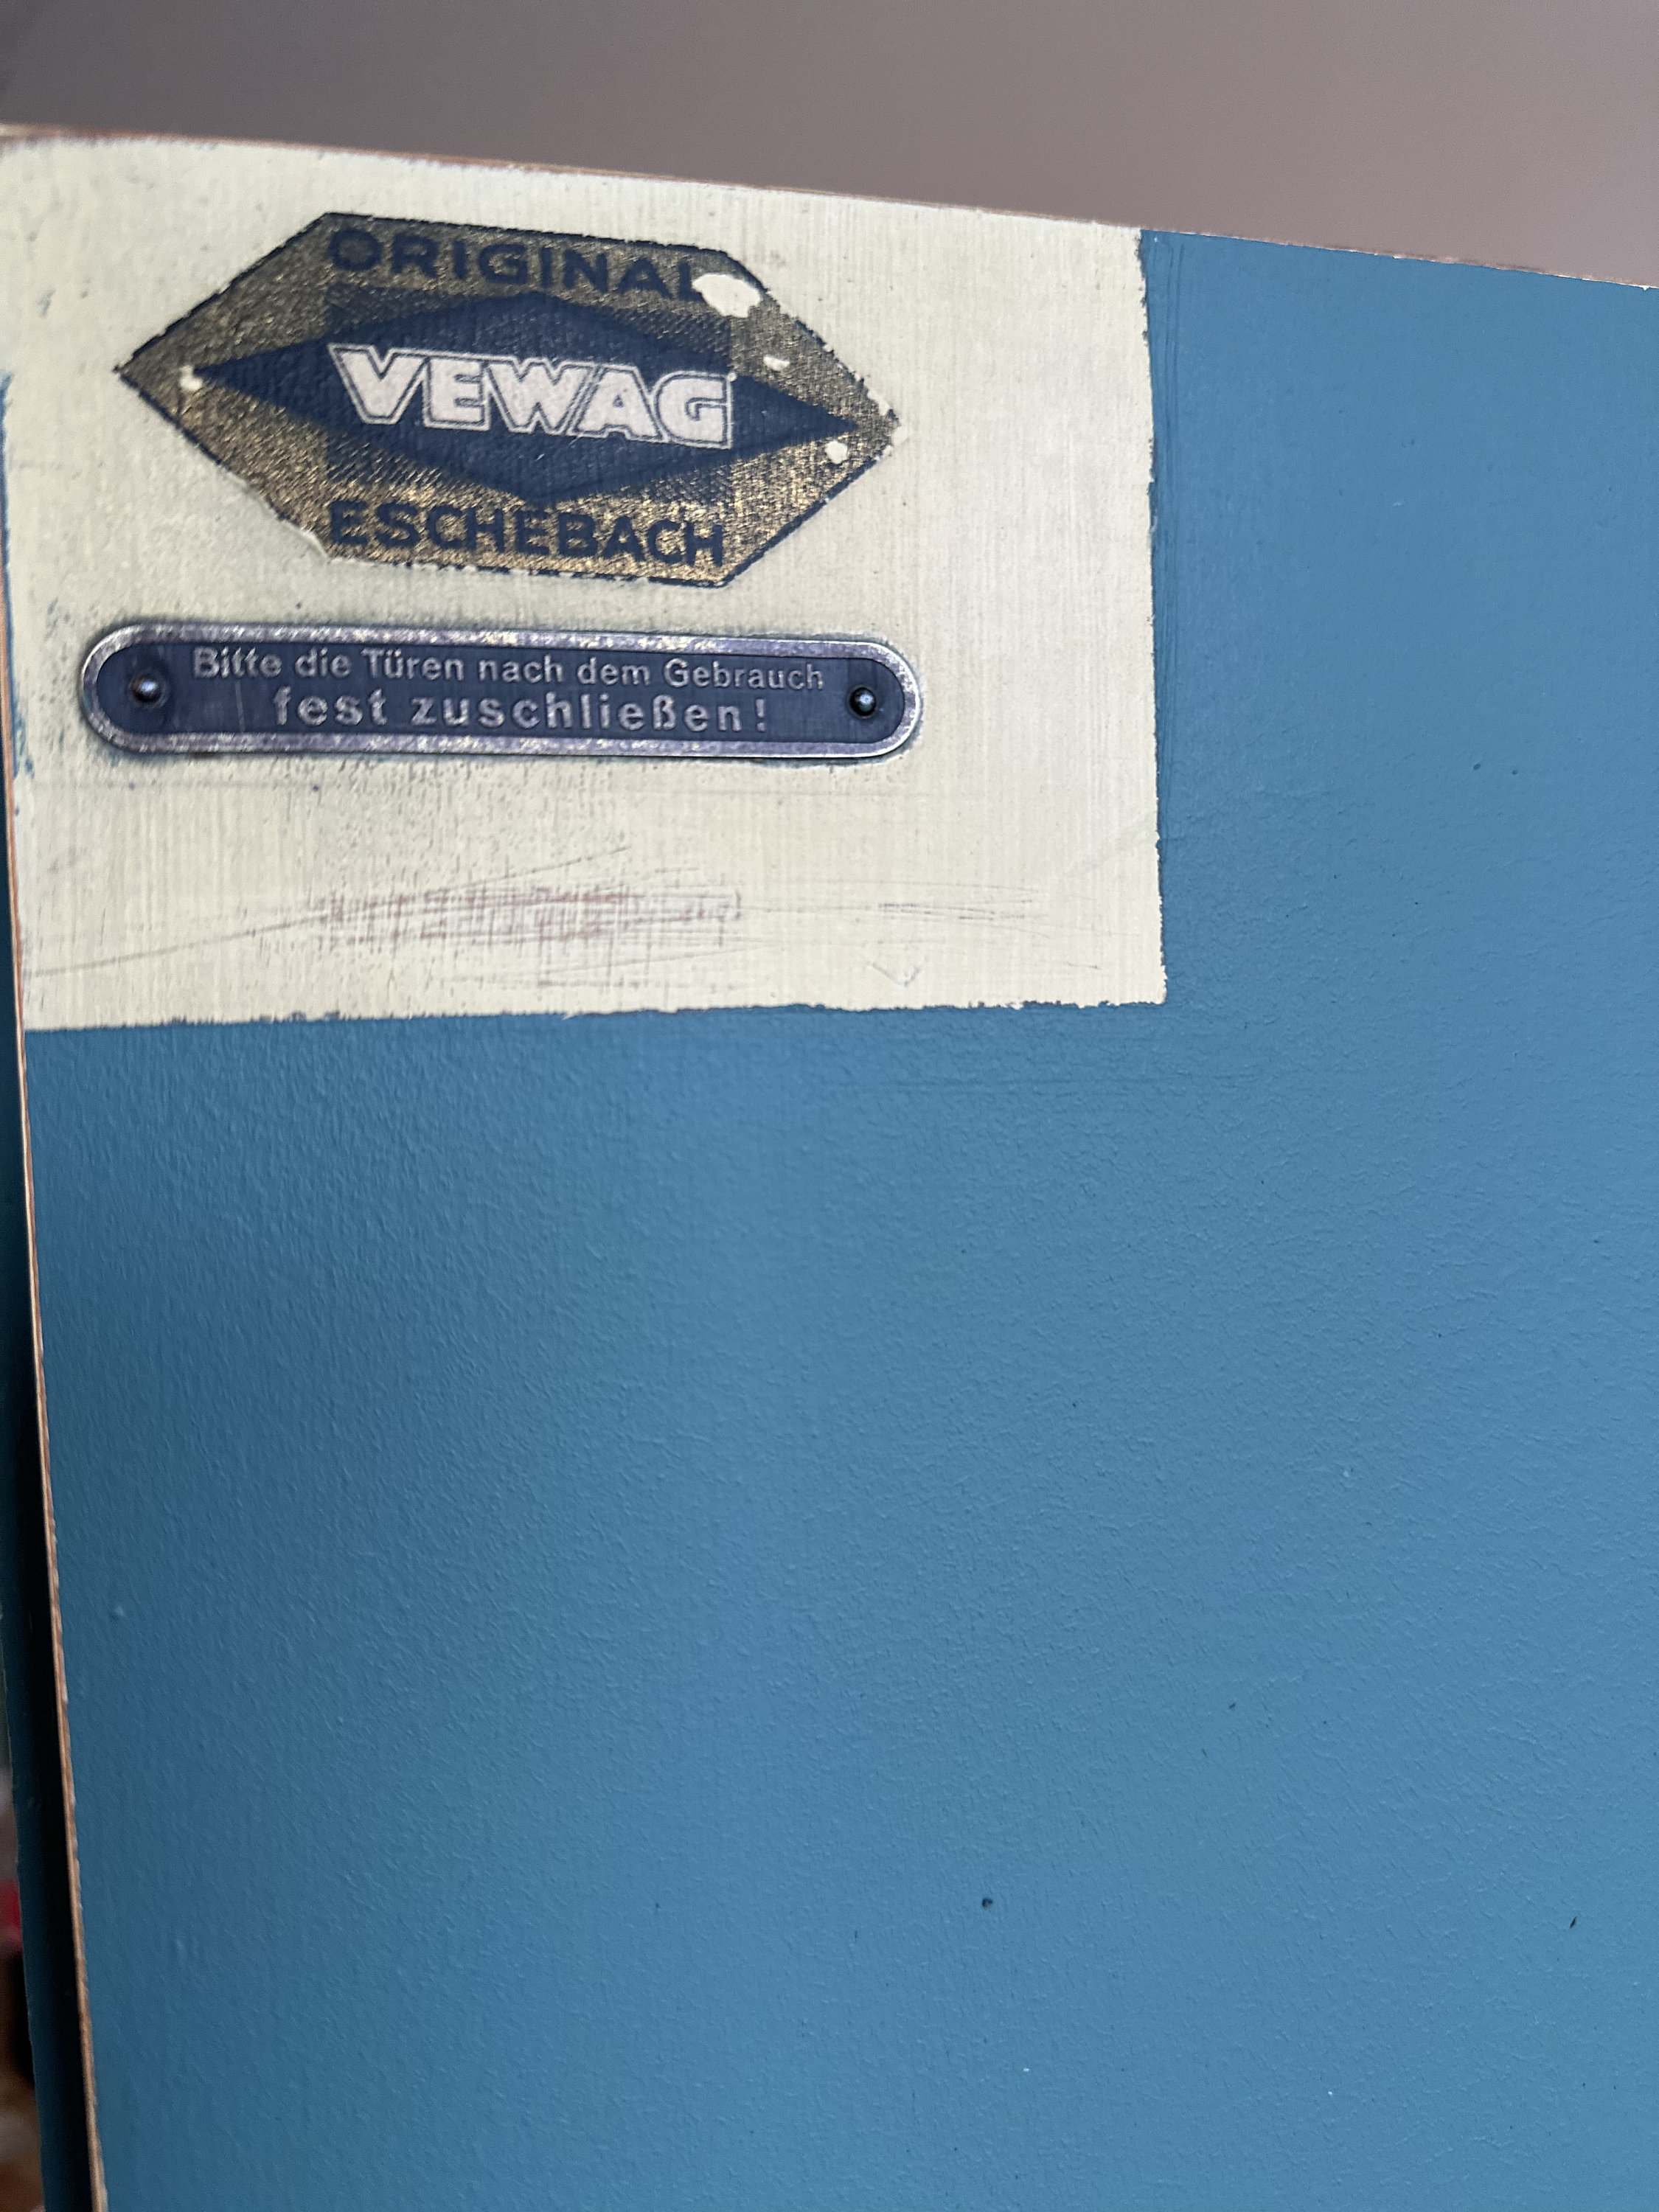 ORIGINAL
VEWAG
ESCHEBACH
Bitte die Türen nach dem Gebrauch
fest zuschließen!